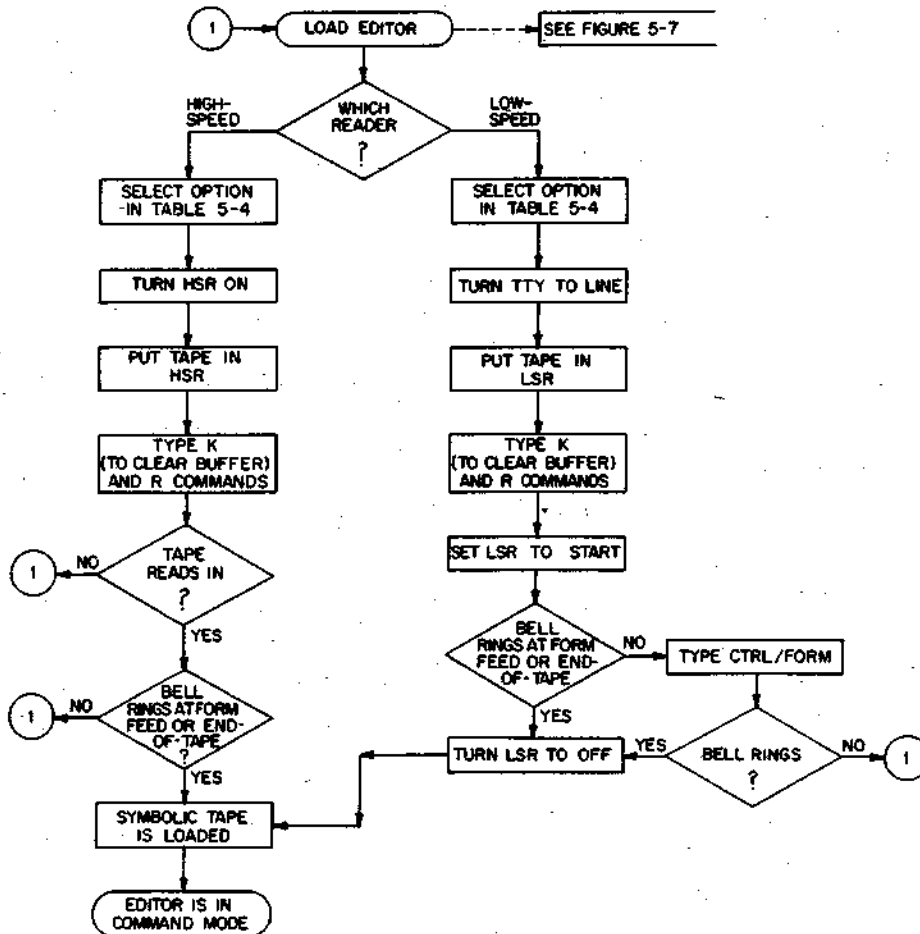 1
LOAD EDITOR
SEE FIGURE 5-7
HIGH-
SPEED
WHICH
READER
?
LOW-
SPEED
SELECT OPTION
IN TABLE 5-4
SELECT OPTION
IN TABLE 5-4
TURN HSR ON
TURN TTY TO LINE
PUT TAPE IN
HSR
PUT TAPE IN
LSR
TYPE K
(TO CLEAR BUFFER)
AND R COMMANDS
TYPE K
(TO CLEAR BUFFER)
AND R COMMANDS
SET LSR TO START
1
NO
TAPE
READS IN
?
YES
BELL
RINGS AT FORM
FEED OR END-
OF-TAPE
NO
TYPE CTRL/FORM
YES
1
NO
BELL
RINGS AT FORM
FEED OR END-
OF-TAPE
?
YES
TURN LSR TO OFF
YES
BELL RINGS
?
NO
1
SYMBOLIC TAPE
IS LOADED
EDITOR IS IN
COMMAND MODE